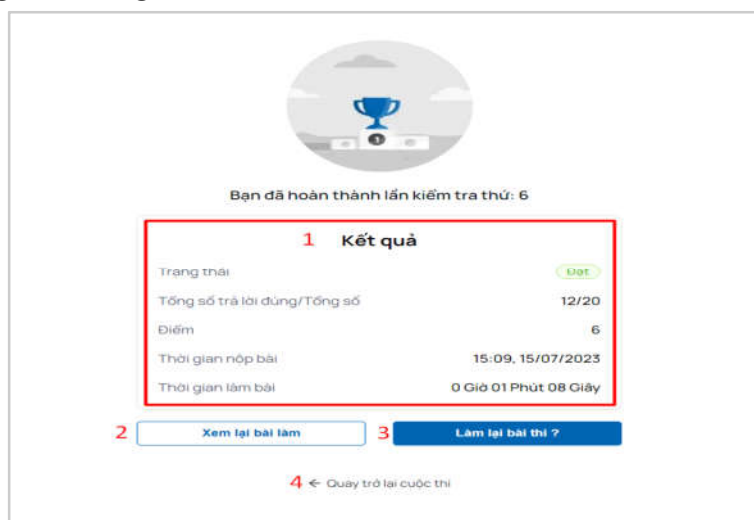 Bạn đã hoàn thành lần kiểm tra thứ: 6
1 Kết quả
Trạng thái Đạt
Tổng số trả lời đúng/Tổng số 12/20
Điểm 6
Thời gian nộp bài 15:09, 15/07/2023
Thời gian làm bài 0 Giờ 01 Phút 08 Giây
2 Xem lại bài làm 3 Làm lại bài thi ?
4 ← Quay trở lại cuộc thi